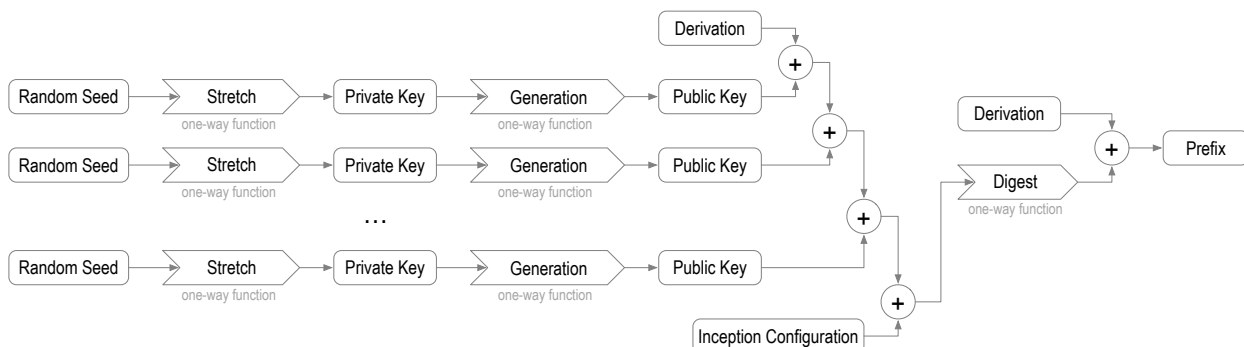 Derivation
+
Random Seed
Stretch
one-way function
Private Key
Generation
one-way function
Public Key
+
Random Seed
Stretch
one-way function
Private Key
Generation
one-way function
Public Key
...
+
Random Seed
Stretch
one-way function
Private Key
Generation
one-way function
Public Key
+
Inception Configuration
Derivation
+
Prefix
Digest
one-way function